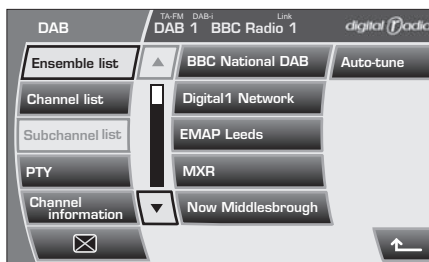 DAB
TA-FM DAB-i Link
DAB 1 BBC Radio 1
digital radio
Ensemble list
BBC National DAB
Auto-tune
Channel list
Digital1 Network
Subchannel list
EMAP Leeds
PTY
MXR
Channel
information
Now Middlesbrough